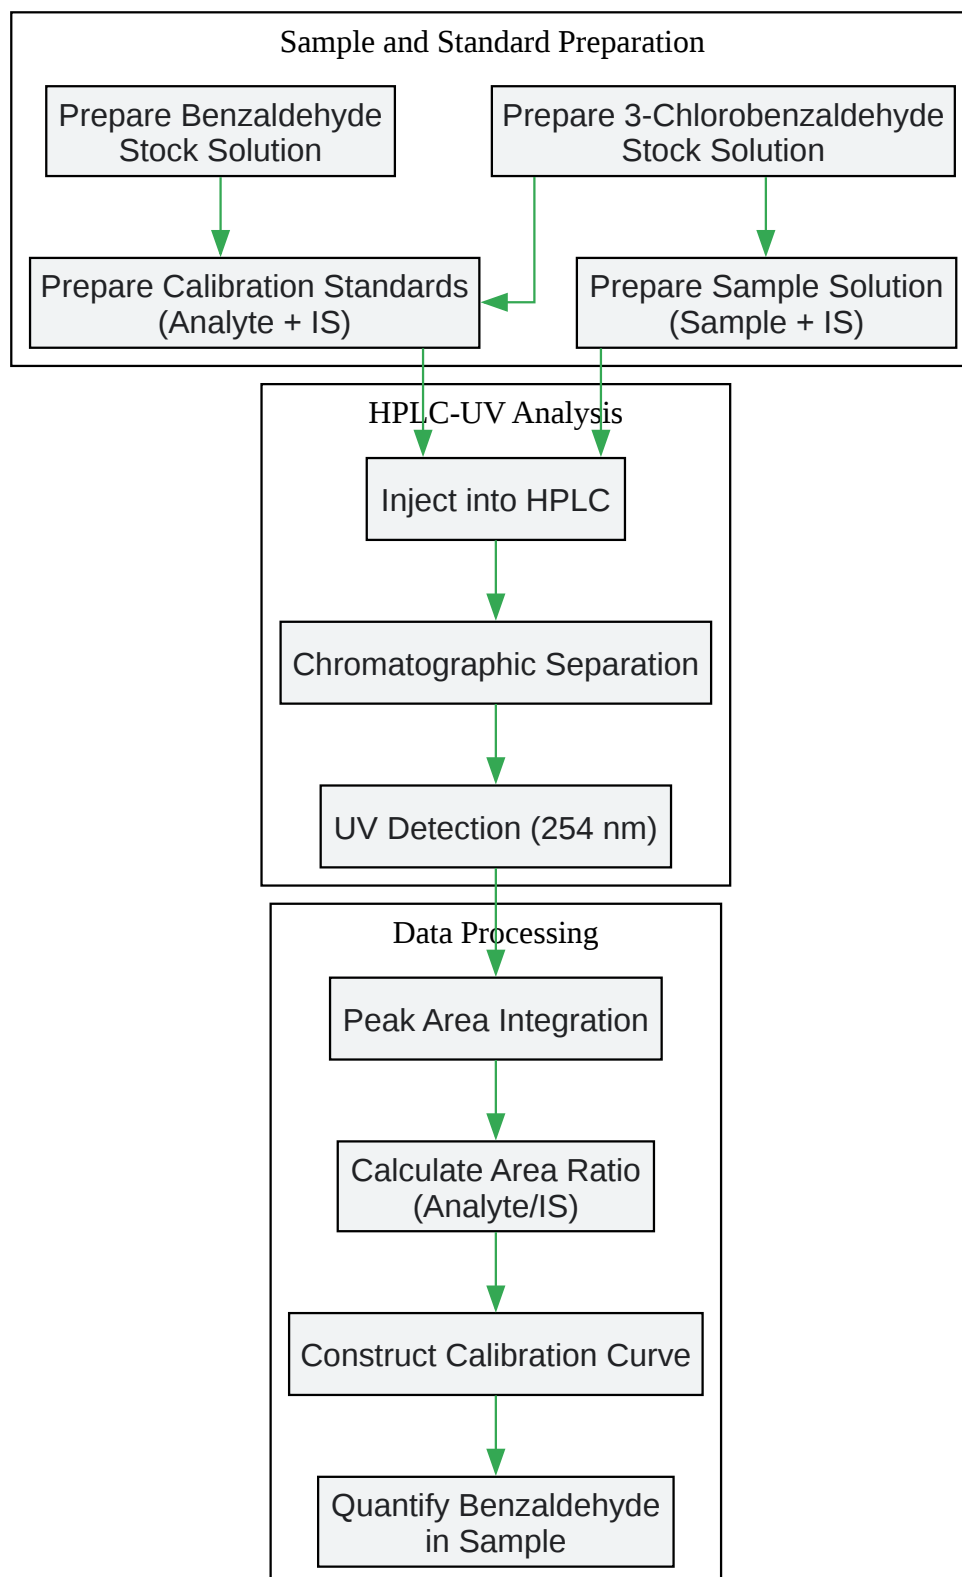 Sample and Standard Preparation
Prepare Benzaldehyde
Stock Solution
Prepare 3-Chlorobenzaldehyde
Stock Solution
Prepare Calibration Standards
(Analyte + IS)
Prepare Sample Solution
(Sample + IS)
HPLC-UV Analysis
Inject into HPLC
Chromatographic Separation
UV Detection (254 nm)
Data Processing
Peak Area Integration
Calculate Area Ratio
(Analyte/IS)
Construct Calibration Curve
Quantify Benzaldehyde
in Sample